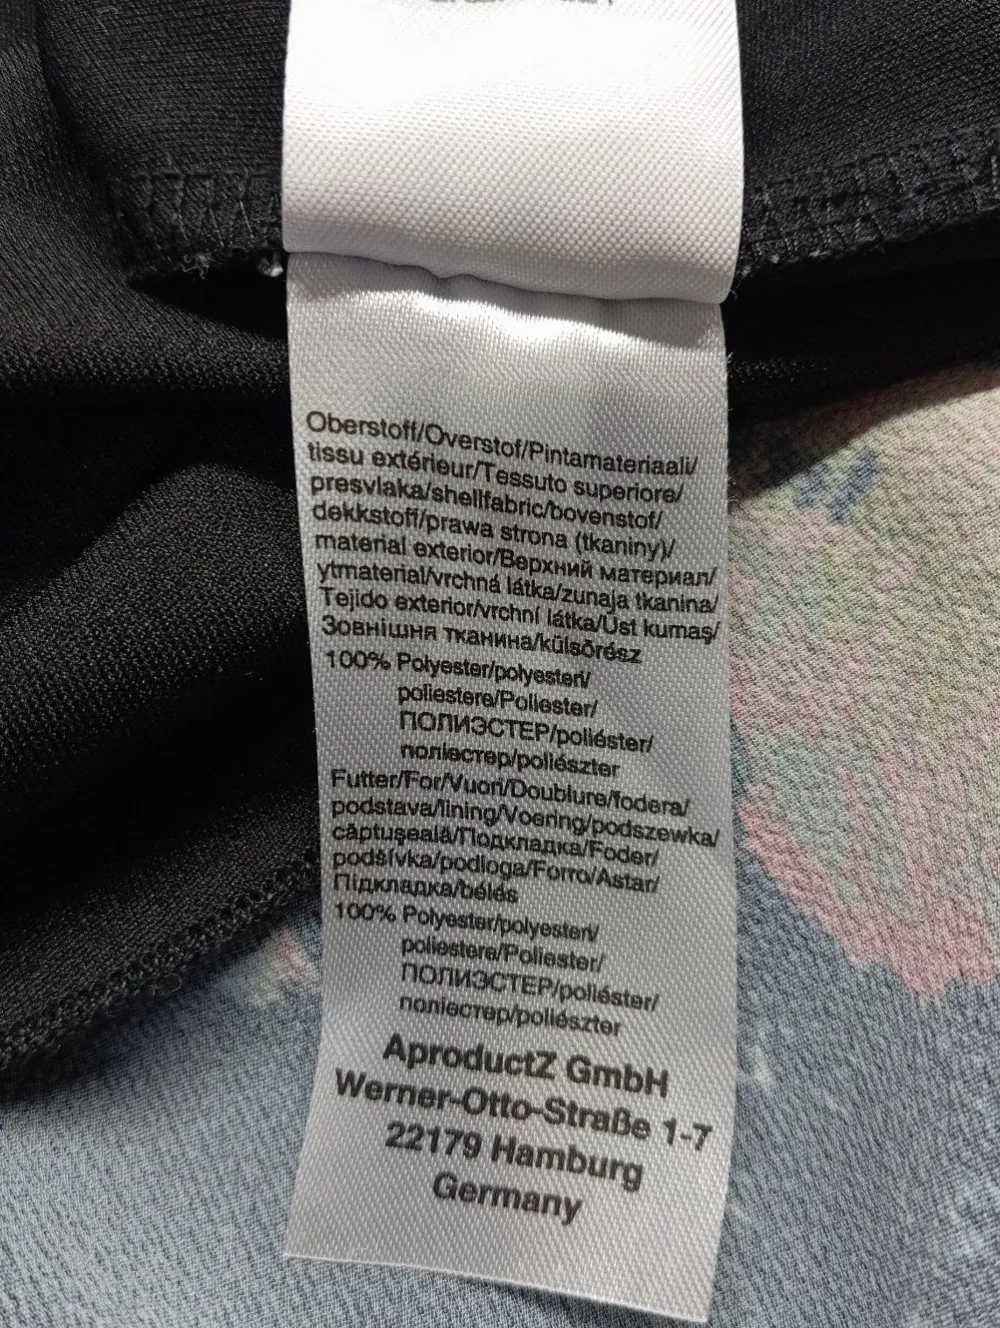 Oberstoff/Overstof/Pintamateriaali/
tissu extérieur/Tessuto superiore/
presvlaka/shellfabric/bovenstof/
dekkstoff/prawa strona (tkaniny)/
material exterior/Верхний материал/
ytmaterial/vrchná látka/zunaja tkanina/
Tejido exterior/vrchní látka/Üst kumaş/
Зовнішня тканина/külsőrész
100% Polyester/polyesteri/
poliestere/Poliester/
ПОЛИЭСТЕР/poliéster/
поліестер/poliészter
Futter/For/Vuori/Doublure/fodera/
podstava/lining/Voering/podszewka/
căptuşeală/Подкладка/Foder/
podšívka/podloga/Forro/Astar/
Підкладка/bélés
100% Polyester/polyesteri/
poliestere/Poliester/
ПОЛИЭСТЕР/poliéster/
поліестер/poliészter
AproductZ GmbH
Werner-Otto-Straße 1-7
22179 Hamburg
Germany